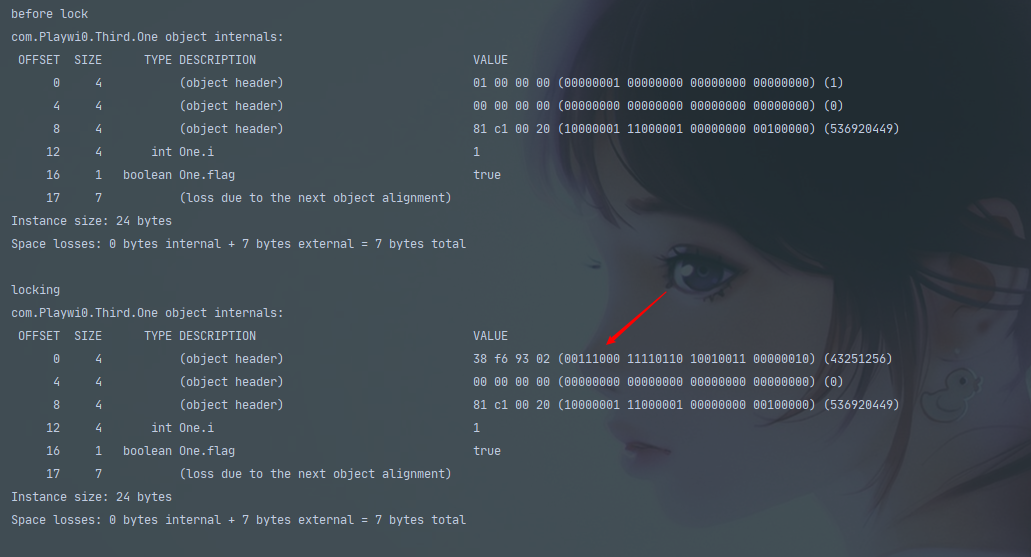 before lock
com.Playwi0.Third.One object internals:
OFFSET SIZE TYPE DESCRIPTION VALUE
0 4 (object header) 01 00 00 00 (00000001 00000000 00000000 00000000) (1)
4 4 (object header) 00 00 00 00 (00000000 00000000 00000000 00000000) (0)
8 4 (object header) 81 c1 00 20 (10000001 11000001 00000000 00100000) (536920449)
12 4 int One.i 1
16 1 boolean One.flag true
17 7 (loss due to the next object alignment)
Instance size: 24 bytes
Space losses: 0 bytes internal + 7 bytes external = 7 bytes total
locking
com.Playwi0.Third.One object internals:
OFFSET SIZE TYPE DESCRIPTION VALUE
0 4 (object header) 38 f6 93 02 (00111000 11110110 10010011 00000010) (43251256)
4 4 (object header) 00 00 00 00 (00000000 00000000 00000000 00000000) (0)
8 4 (object header) 81 c1 00 20 (10000001 11000001 00000000 00100000) (536920449)
12 4 int One.i 1
16 1 boolean One.flag true
17 7 (loss due to the next object alignment)
Instance size: 24 bytes
Space losses: 0 bytes internal + 7 bytes external = 7 bytes total